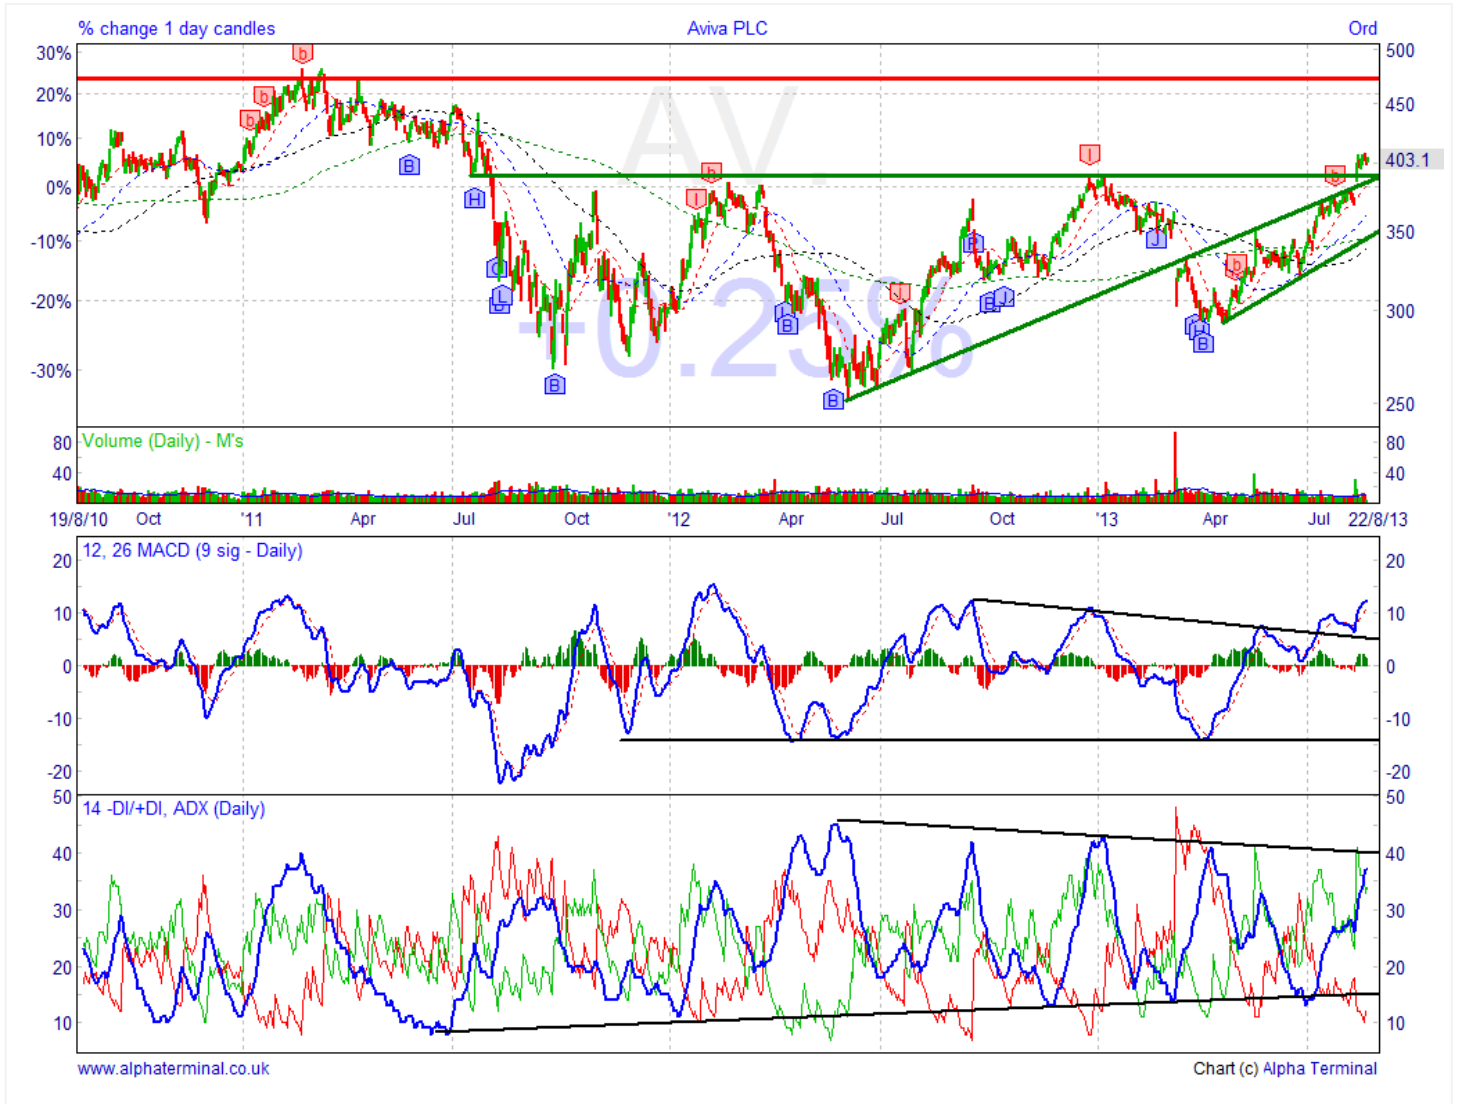 % change 1 day candles Aviva PLC Ord
AV
+0.25%
30% 500
20% 450
10% 403.1
0%
-10% 350
-20% 300
-30% 250
b
b
b
B
H
L
B
I
b
L
B
B
J
P
B
J
I
J
b
B
b
Volume (Daily) - M's
80 80
40 40
19/8/10 Oct '11 Apr Jul Oct '12 Apr Jul Oct '13 Apr Jul 22/8/13
12, 26 MACD (9 sig - Daily)
20 20
10 10
0 0
-10 -10
-20 -20
14 -DI/+DI, ADX (Daily)
50 50
40 40
30 30
20 20
10 10
www.alphaterminal.co.uk Chart (c) Alpha Terminal